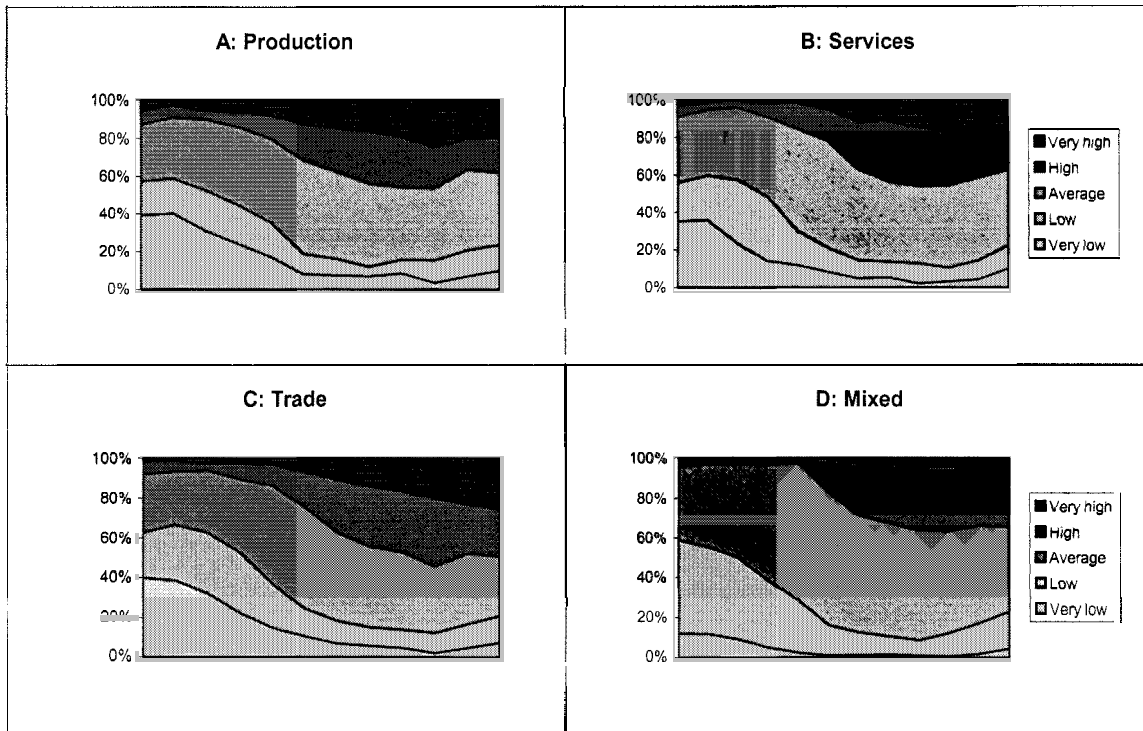 A: Production
100%
80%
60%
40%
20%
0%
B: Services
100%
80%
60%
40%
20%
0%
Very high
High
Average
Low
Very low
C: Trade
100%
80%
60%
40%
20%
0%
D: Mixed
100%
80%
60%
40%
20%
0%
Very high
High
Average
Low
Very low